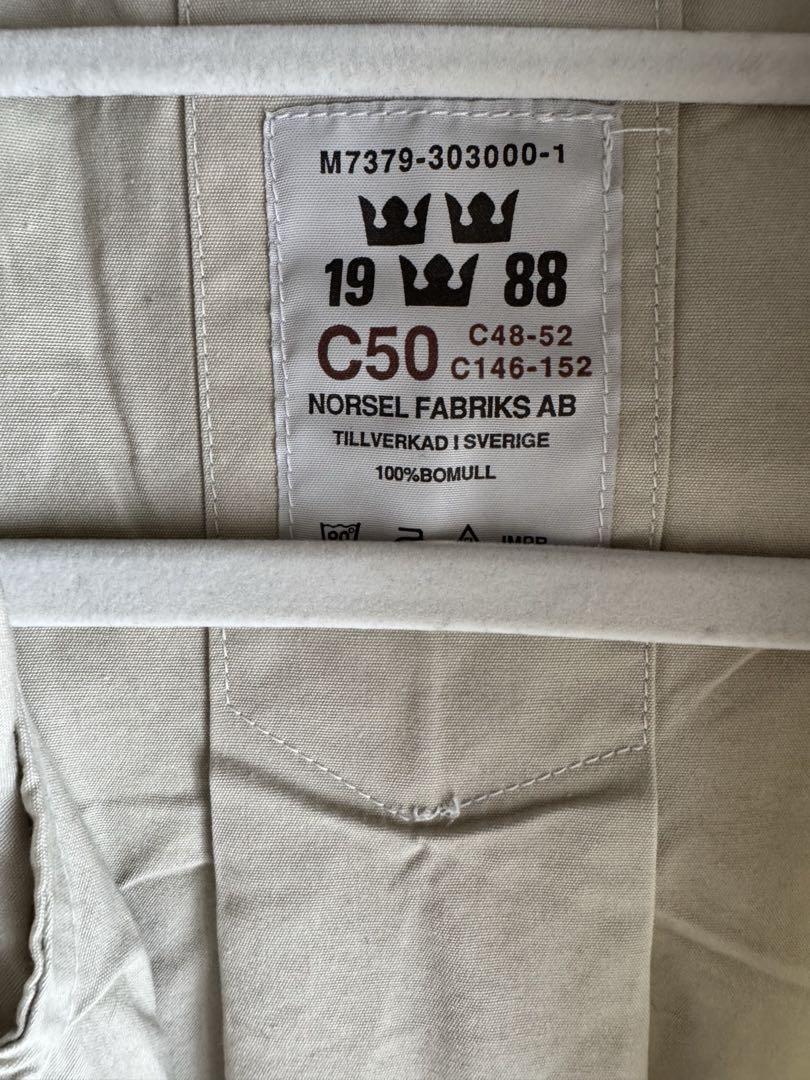 M7379-303000-1
19 88
C50 C48-52
C146-152
NORSEL FABRIKS AB
TILLVERKAD I SVERIGE
100%BOMULL